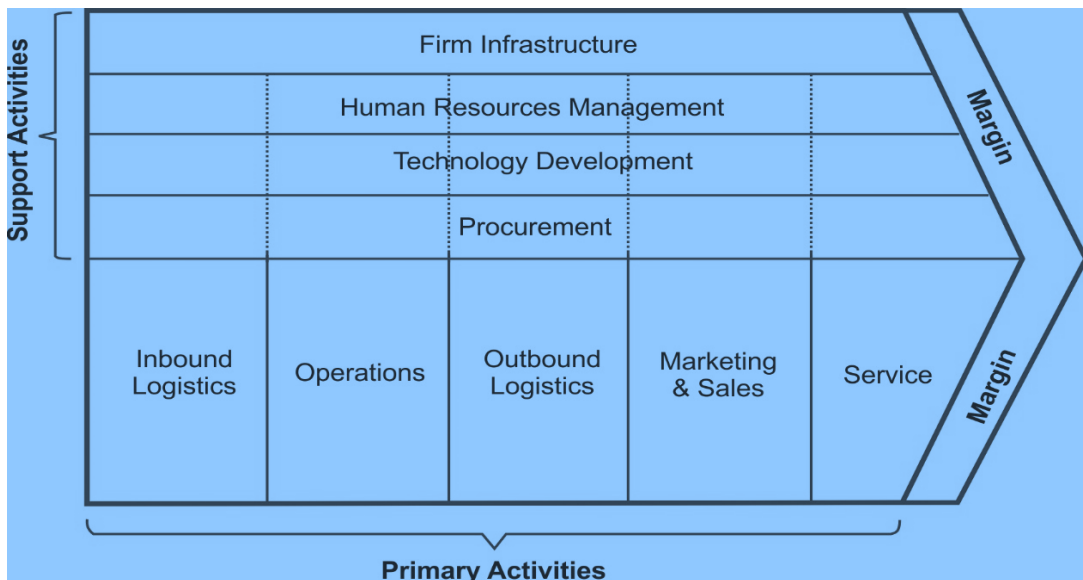 Support Activities
Firm Infrastructure
Human Resources Management
Technology Development
Procurement
Inbound
Logistics
Operations
Outbound
Logistics
Marketing
& Sales
Service
Margin
Margin
Primary Activities